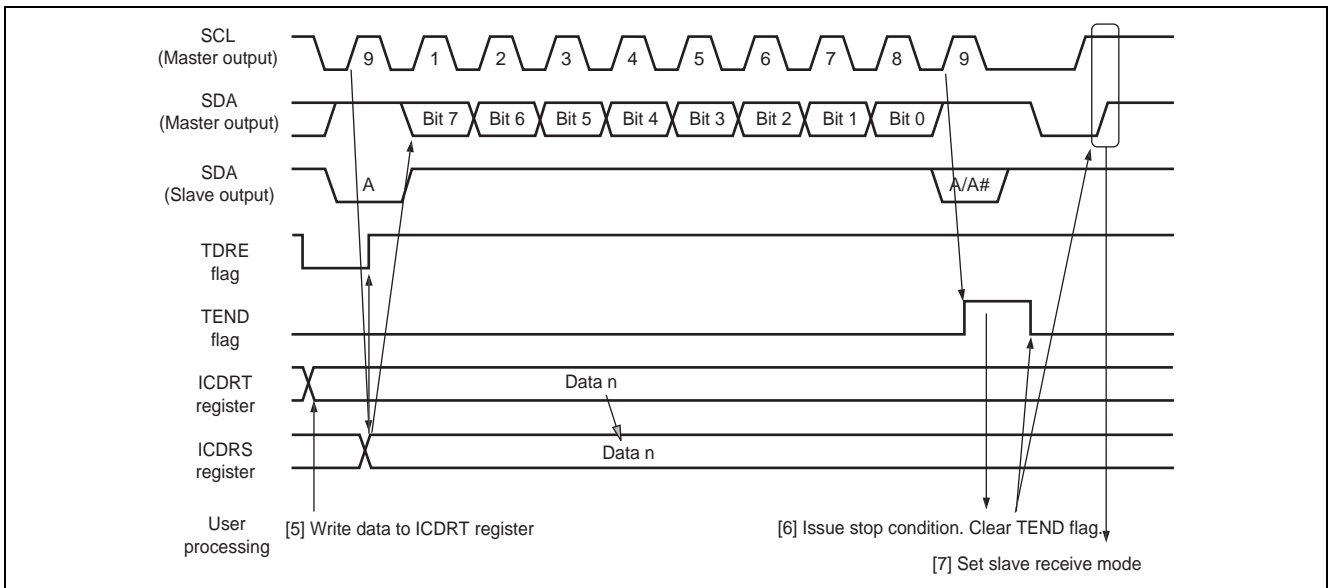 SCL
(Master output)
9 1 2 3 4 5 6 7 8 9
SDA
(Master output)
Bit 7 Bit 6 Bit 5 Bit 4 Bit 3 Bit 2 Bit 1 Bit 0
SDA
(Slave output)
A A/A#
TDRE
flag
TEND
flag
ICDRT
register
Data n
ICDRS
register
Data n
User
processing
[5] Write data to ICDRT register
[6] Issue stop condition. Clear TEND flag.
[7] Set slave receive mode